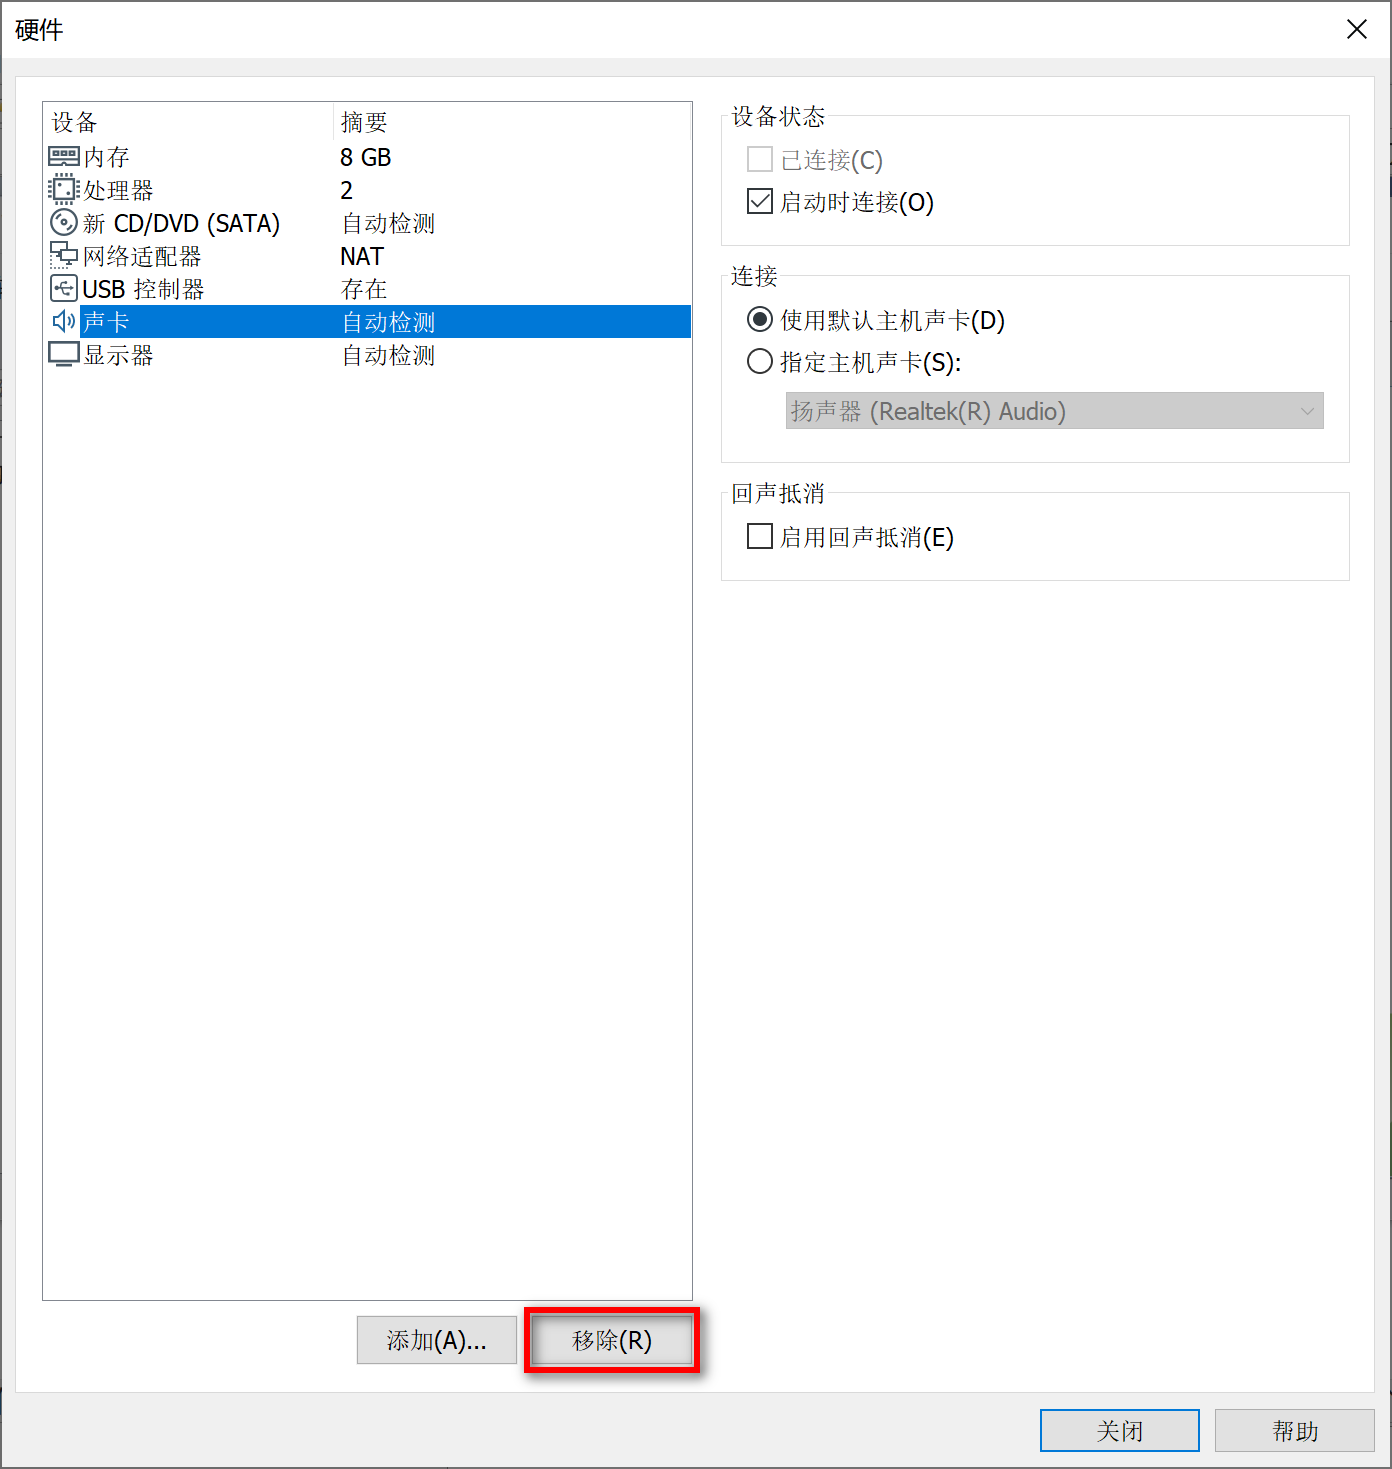 硬件
设备 摘要
内存 8 GB
处理器 2
新 CD/DVD (SATA) 自动检测
网络适配器 NAT
USB 控制器 存在
声卡 自动检测
显示器 自动检测
添加(A)... 移除(R)
设备状态
已连接(C)
启动时连接(O)
连接
使用默认主机声卡(D)
指定主机声卡(S):
扬声器 (Realtek(R) Audio)
回声抵消
启用回声抵消(E)
关闭 帮助